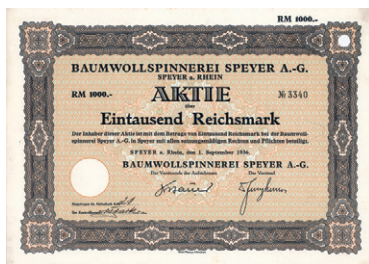 RM 1000.-
BAUMWOLLSPINNEREI SPEYER A.-G.
SPEYER a. RHEIN
RM 1000.- AKTIE № 3340
über
Eintausend Reichsmark
Der Inhaber dieser Aktie ist mit dem Betrage von Eintausend Reichsmark bei der Baumwoll-
spinnerei Speyer A.-G. in Speyer mit allen satzungsmäßigen Rechten und Pflichten beteiligt.
SPEYER a. Rhein, den 1. September 1936.
BAUMWOLLSPINNEREI SPEYER A.-G.
Der Vorsitzende des Aufsichtsrats Der Vorstand